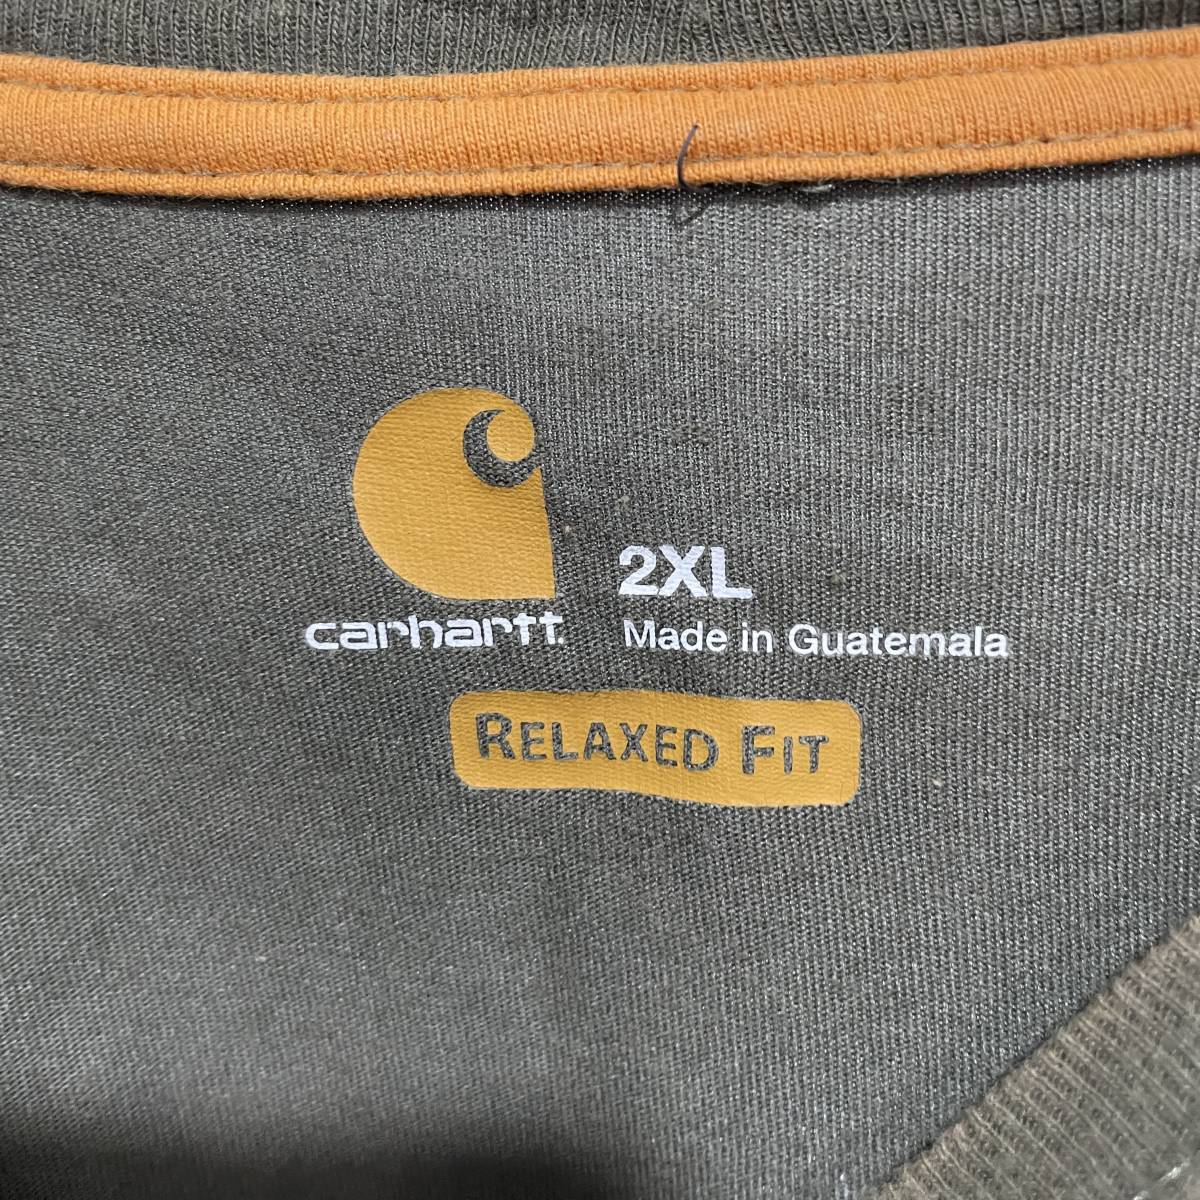 2XL
carhartt.
Made in Guatemala
RELAXED FIT